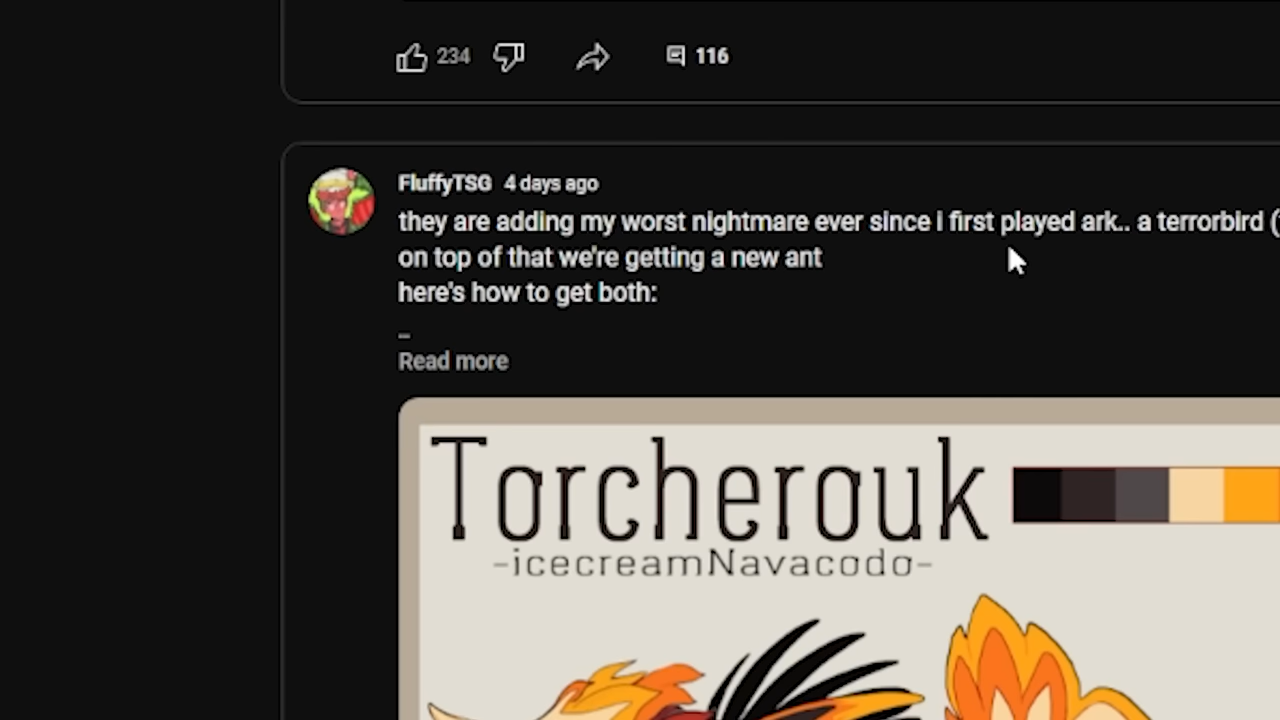 234 116
FluffyTSG 4 days ago
they are adding my worst nightmare ever since i first played ark.. a terrorbird (
on top of that we're getting a new ant
here's how to get both:
_
Read more
Torcherouk
-icecreamNavacodo-